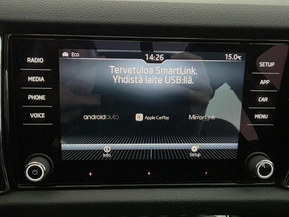 Eco 14:26 15.0°C
RADIO
MEDIA
PHONE
VOICE
Tervetuloa SmartLink.
Yhdistä laite USB:llä.
androidauto Apple CarPlay MirrorLink
Info Setup
SETUP
APP
CAR
MENU